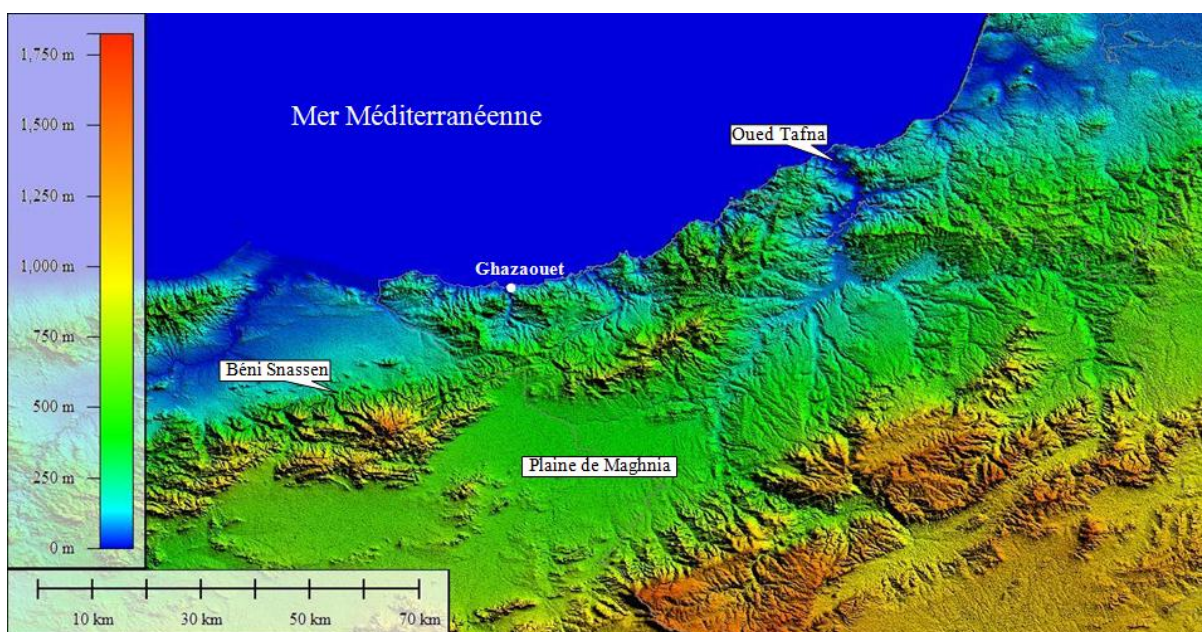 1,750 m
1,500 m
1,250 m
1,000 m
750 m
500 m
250 m
0 m
Mer Méditerranéenne
Oued Tafna
Ghazaouet
Béni Snassen
Plaine de Maghnia
10 km
30 km
50 km
70 km